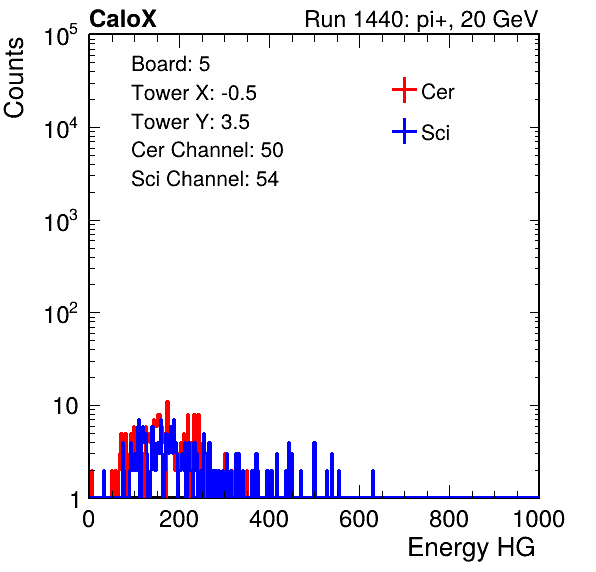 CaloX Run 1440: pi+, 20 GeV
Counts
10^5
10^4
10^3
10^2
10
1
Board: 5
Tower X: -0.5
Tower Y: 3.5
Cer Channel: 50
Sci Channel: 54
Cer
Sci
0 200 400 600 800 1000
Energy HG